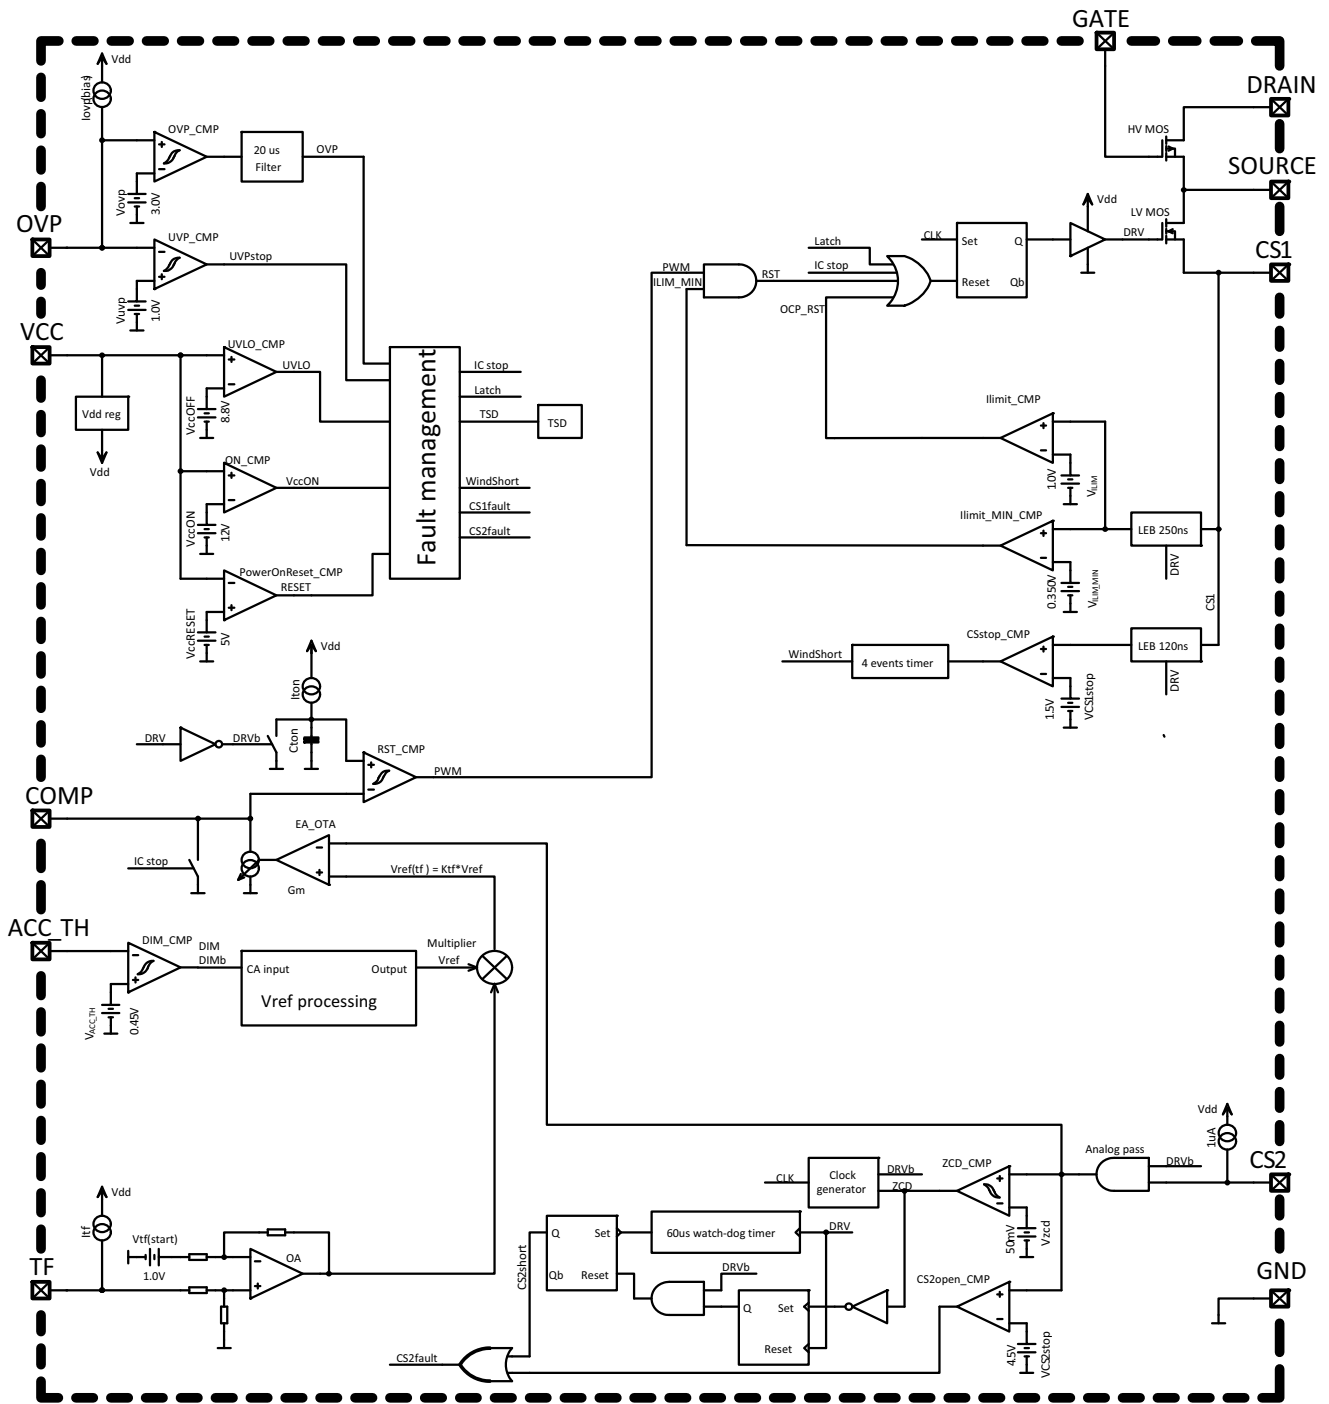 GATE
DRAIN
HV MOS
SOURCE
Vdd
LV MOS
DRV
CS1
Vdd
Iovp(bias)
OVP_CMP
20 us
Filter
OVP
Vovp
3.0V
OVP
UVP_CMP
UVPstop
Vuvp
1.0V
VCC
UVLO_CMP
UVLO
VccOFF
8.8V
Vdd reg
Vdd
ON_CMP
VccON
VccON
12V
PowerOnReset_CMP
RESET
VccRESET
5V
Fault management
IC stop
Latch
TSD
TSD
WindShort
CS1fault
CS2fault
Latch
IC stop
PWM
ILIM_MIN
RST
OCP_RST
CLK
Set
Q
Reset
Qb
Ilimit_CMP
1.0V
VILIM
Ilimit_MIN_CMP
0.350V
VILIM_MIN
LEB 250ns
DRV
CS1
CSstop_CMP
WindShort
4 events timer
1.5V
VCS1stop
LEB 120ns
DRV
Vdd
Iton
DRV
DRVb
Cton
RST_CMP
PWM
COMP
EA_OTA
IC stop
Gm
Vref(tf ) = Ktf*Vref
ACC_TH
DIM_CMP
DIM
DIMb
CA input
Output
Vref processing
Multiplier
Vref
VACC_TH
0.45V
Vdd
Itf
Vtf(start)
1.0V
OA
TF
Vdd
1uA
Analog pass
DRVb
CS2
ZCD_CMP
DRVb
ZCD
Clock
generator
CLK
50mV
Vzcd
Q
Set
60us watch-dog timer
DRV
CS2short
Qb
Reset
DRVb
Q
Set
Reset
CS2open_CMP
4.5V
VCS2stop
CS2fault
GND